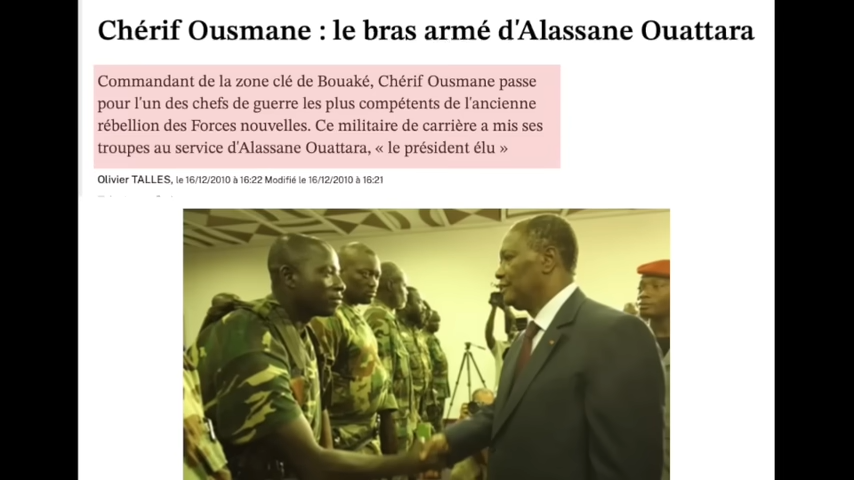 Chérif Ousmane : le bras armé d'Alassane Ouattara
Commandant de la zone clé de Bouaké, Chérif Ousmane passe
pour l'un des chefs de guerre les plus compétents de l'ancienne
rébellion des Forces nouvelles. Ce militaire de carrière a mis ses
troupes au service d'Alassane Ouattara, « le président élu »
Olivier TALLES, le 16/12/2010 à 16:22 Modifié le 16/12/2010 à 16:21